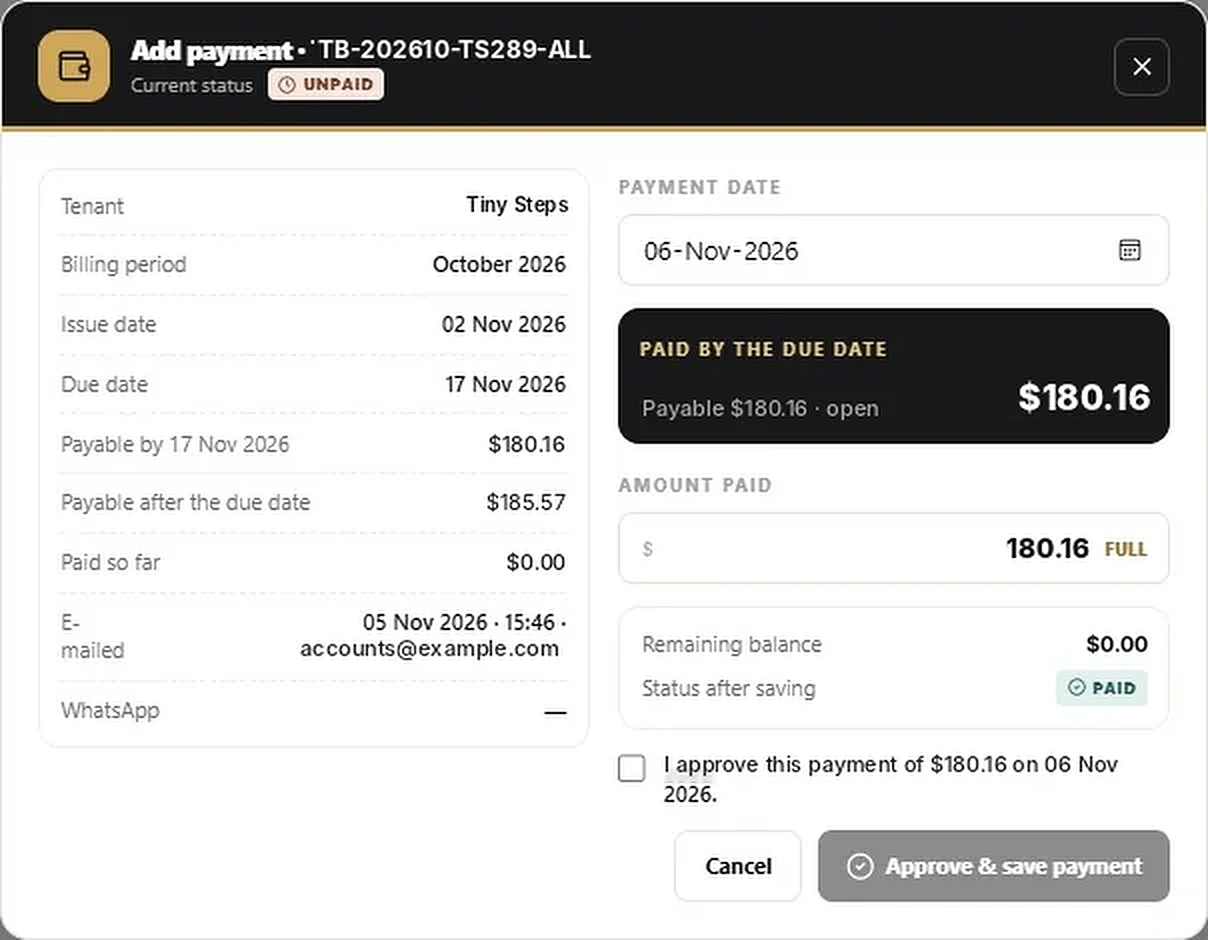 Add payment · TB-202610-TS289-ALL
Current status UNPAID
Tenant Tiny Steps
Billing period October 2026
Issue date 02 Nov 2026
Due date 17 Nov 2026
Payable by 17 Nov 2026 $180.16
Payable after the due date $185.57
Paid so far $0.00
E-
mailed
05 Nov 2026 · 15:46 ·
accounts@example.com
WhatsApp —
PAYMENT DATE
06-Nov-2026
PAID BY THE DUE DATE
Payable $180.16 · open $180.16
AMOUNT PAID
$ 180.16 FULL
Remaining balance $0.00
Status after saving PAID
I approve this payment of $180.16 on 06 Nov
2026.
Cancel Approve & save payment